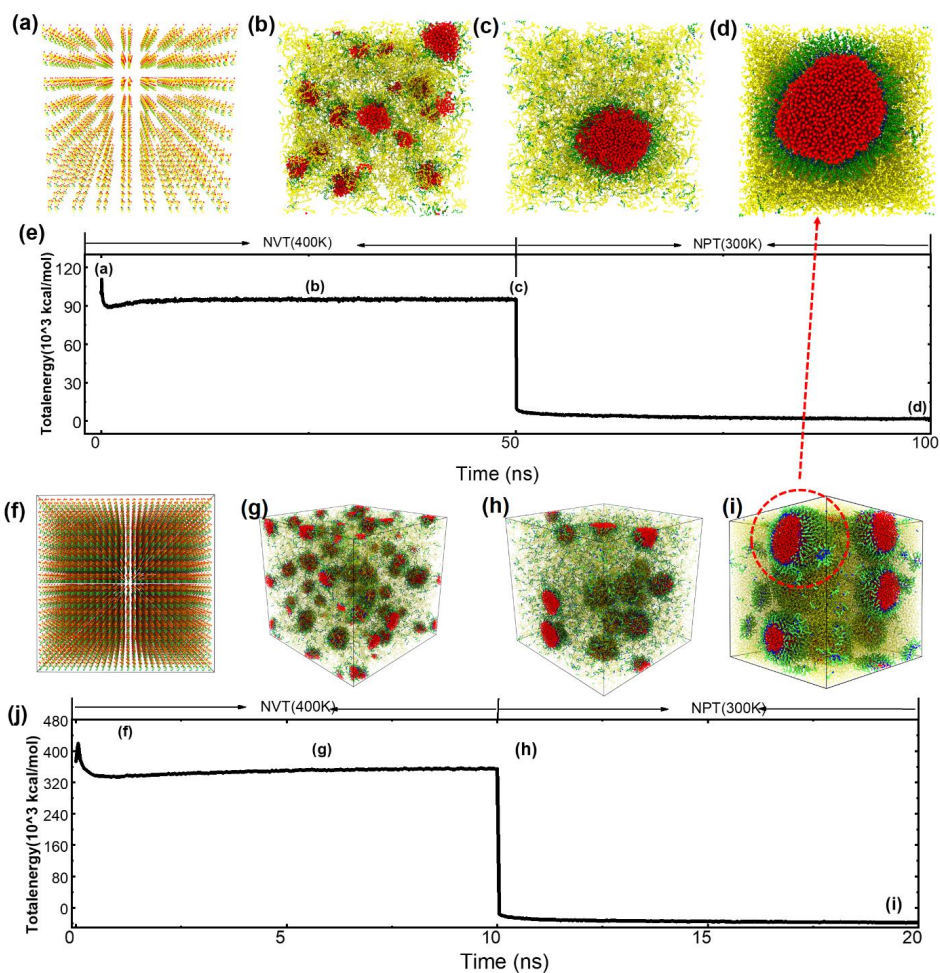 (a)
(b)
(c)
(d)
(e)
NVT(400K)
NPT(300K)
120
90
60
30
0
Totalenergy(10^3 kcal/mol)
(a)
(b)
(c)
(d)
0
50
100
Time (ns)
(f)
(g)
(h)
(i)
(j)
NVT(400K)
NPT(300K)
480
400
320
240
160
80
0
Totalenergy(10^3 kcal/mol)
(f)
(g)
(h)
(i)
0
5
10
15
20
Time (ns)